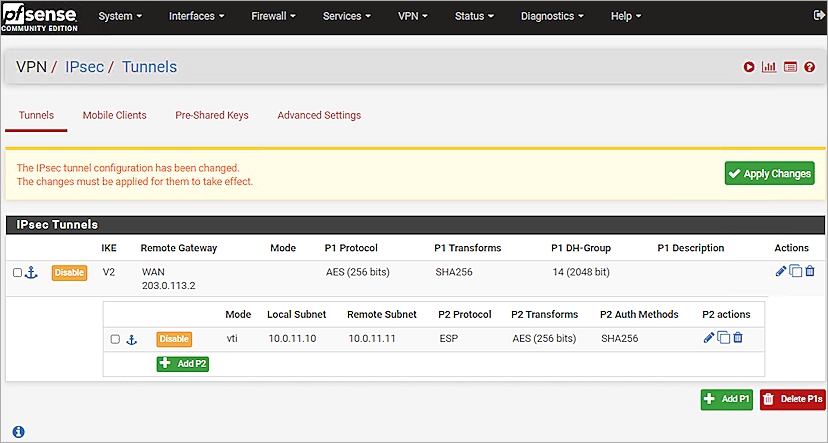 pfsense
COMMUNITY EDITION
System Interfaces Firewall Services VPN Status Diagnostics Help
VPN / IPsec / Tunnels
Tunnels Mobile Clients Pre-Shared Keys Advanced Settings
The IPsec tunnel configuration has been changed.
The changes must be applied for them to take effect.
Apply Changes
IPsec Tunnels
IKE Remote Gateway Mode P1 Protocol P1 Transforms P1 DH-Group P1 Description Actions
Disable V2 WAN AES (256 bits) SHA256 14 (2048 bit)
203.0.113.2
Mode Local Subnet Remote Subnet P2 Protocol P2 Transforms P2 Auth Methods P2 actions
Disable vti 10.0.11.10 10.0.11.11 ESP AES (256 bits) SHA256
Add P2
Add P1 Delete P1s